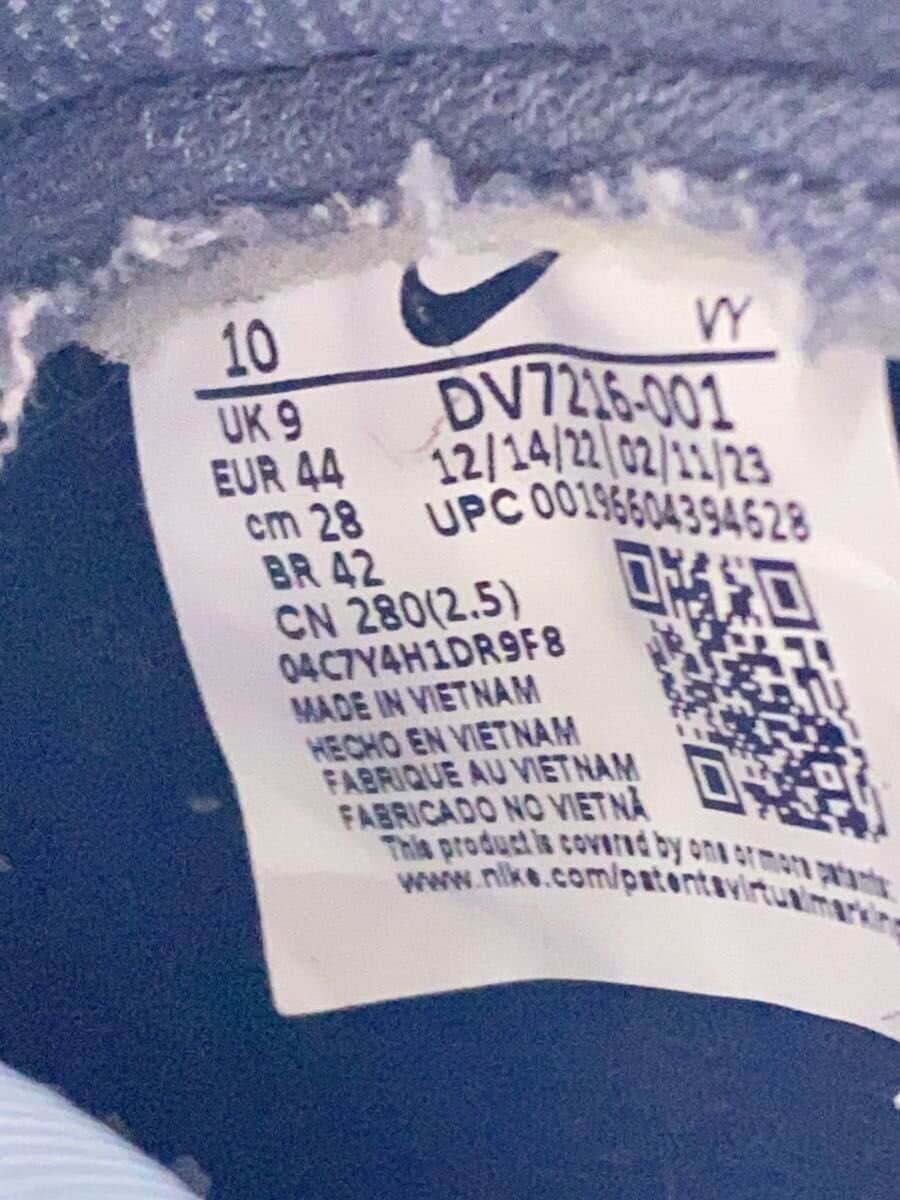 10 VY
UK 9 DV7216-001
EUR 44 12/14/22 | 02/11/23
cm 28 UPC 00196604394628
BR 42
CN 280(2.5)
04C7Y4H1DR9F8
MADE IN VIETNAM
HECHO EN VIETNAM
FABRIQUE AU VIETNAM
FABRICADO NO VIETNÃ
This product is covered by one or more patents:
www.nike.com/patentsvirtualmarking